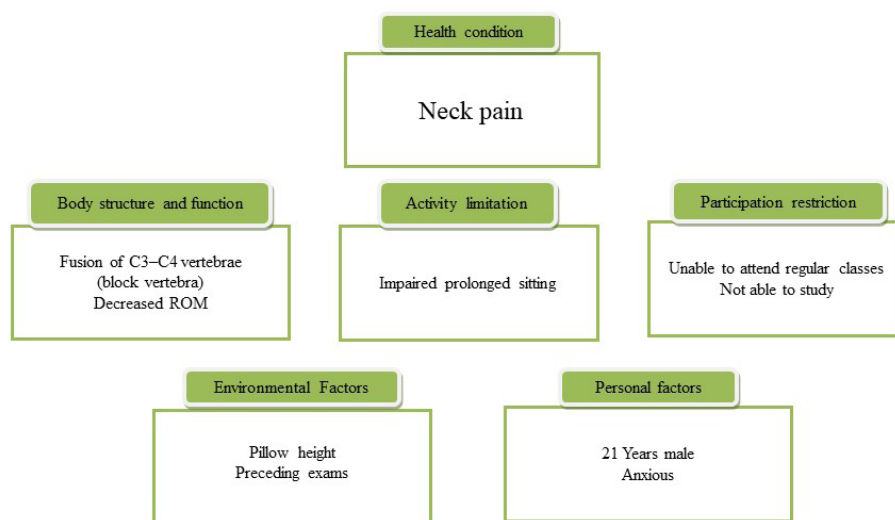 Health condition
Neck pain
Body structure and function
Fusion of C3–C4 vertebrae
(block vertebra)
Decreased ROM
Activity limitation
Impaired prolonged sitting
Participation restriction
Unable to attend regular classes
Not able to study
Environmental Factors
Pillow height
Preceding exams
Personal factors
21 Years male
Anxious